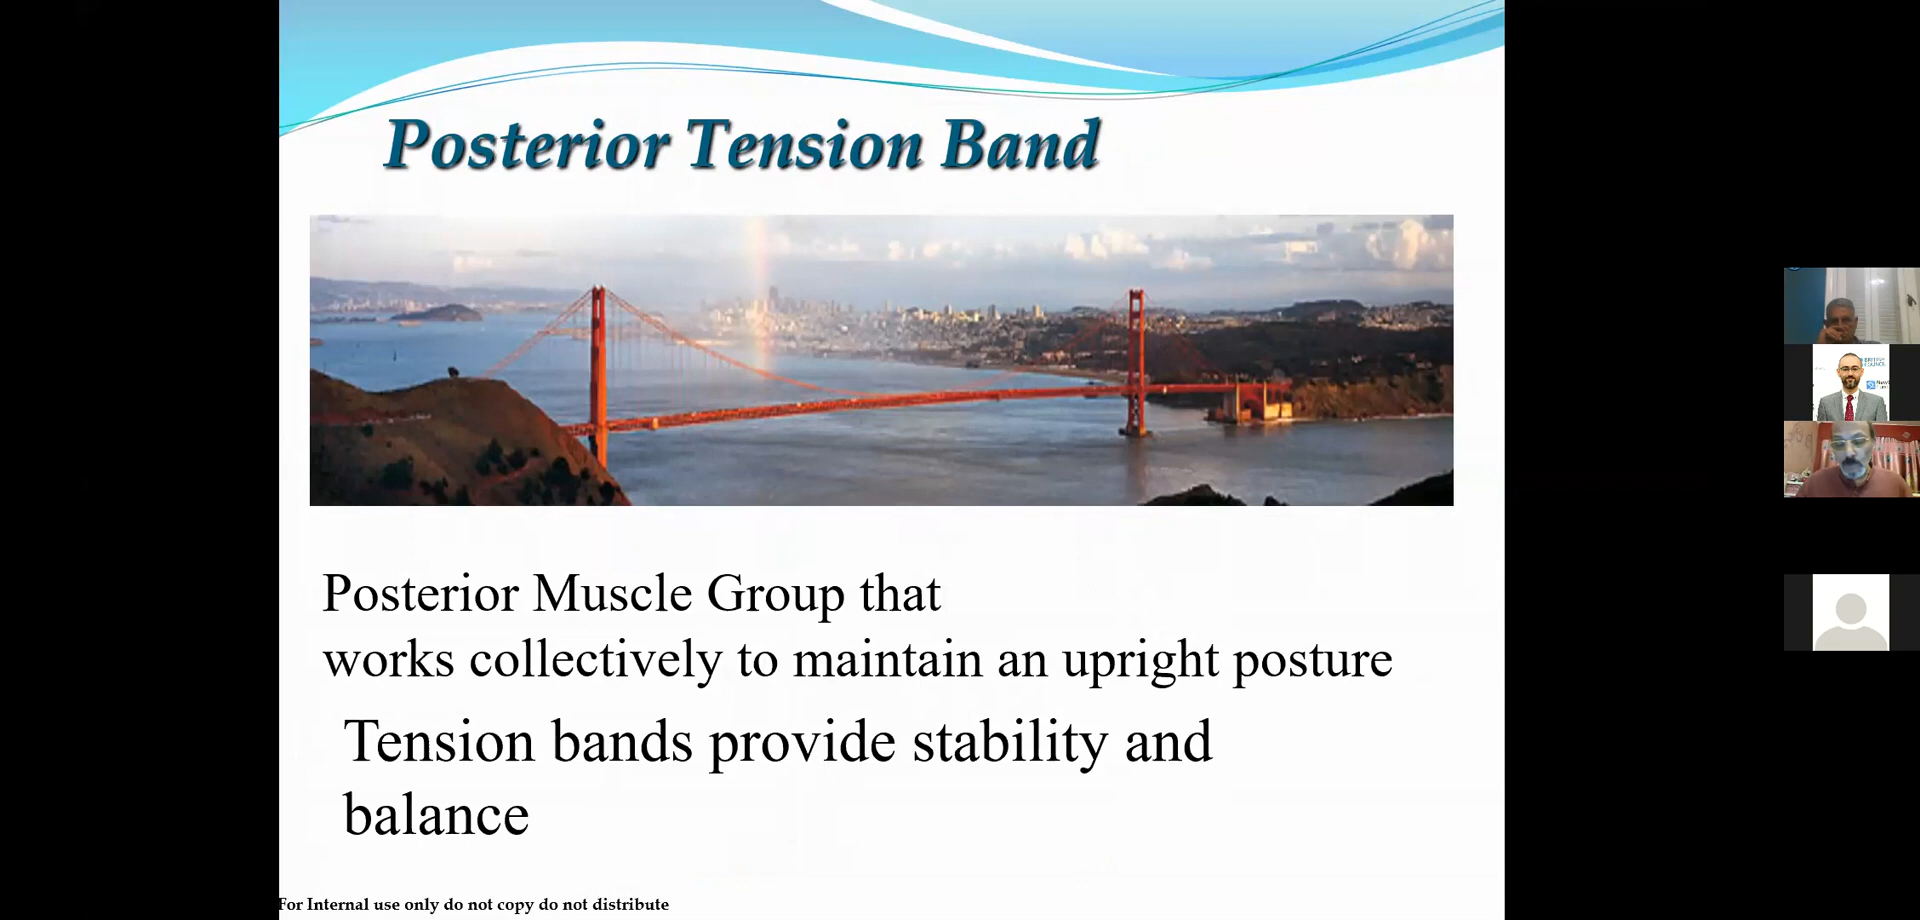 Posterior Tension Band
Posterior Muscle Group that
works collectively to maintain an upright posture
Tension bands provide stability and
balance
For Internal use only do not copy do not distribute